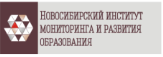 Новосибирский институт
мониторинга и развития
образования